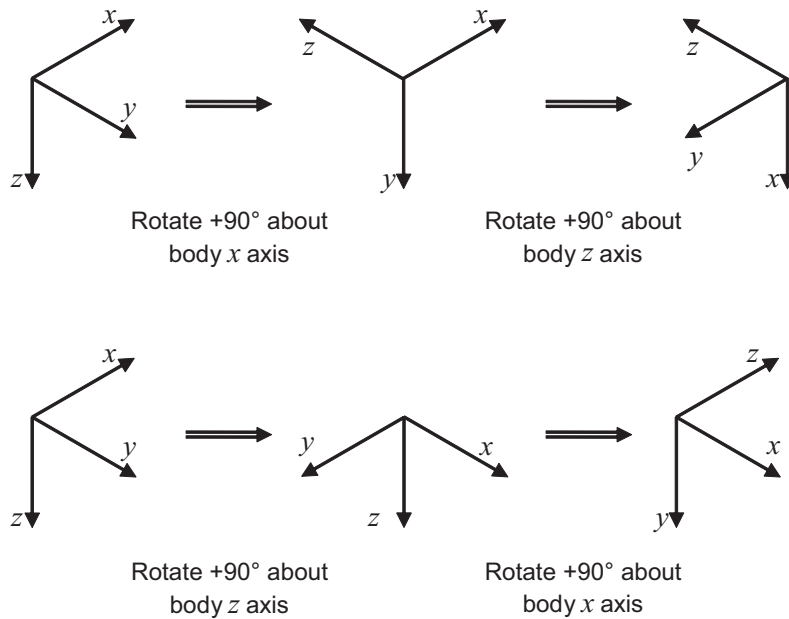 x
y
z
x
z
y
x
z
y
Rotate +90° about
body x axis
Rotate +90° about
body z axis
x
y
z
y
x
z
z
x
y
Rotate +90° about
body z axis
Rotate +90° about
body x axis